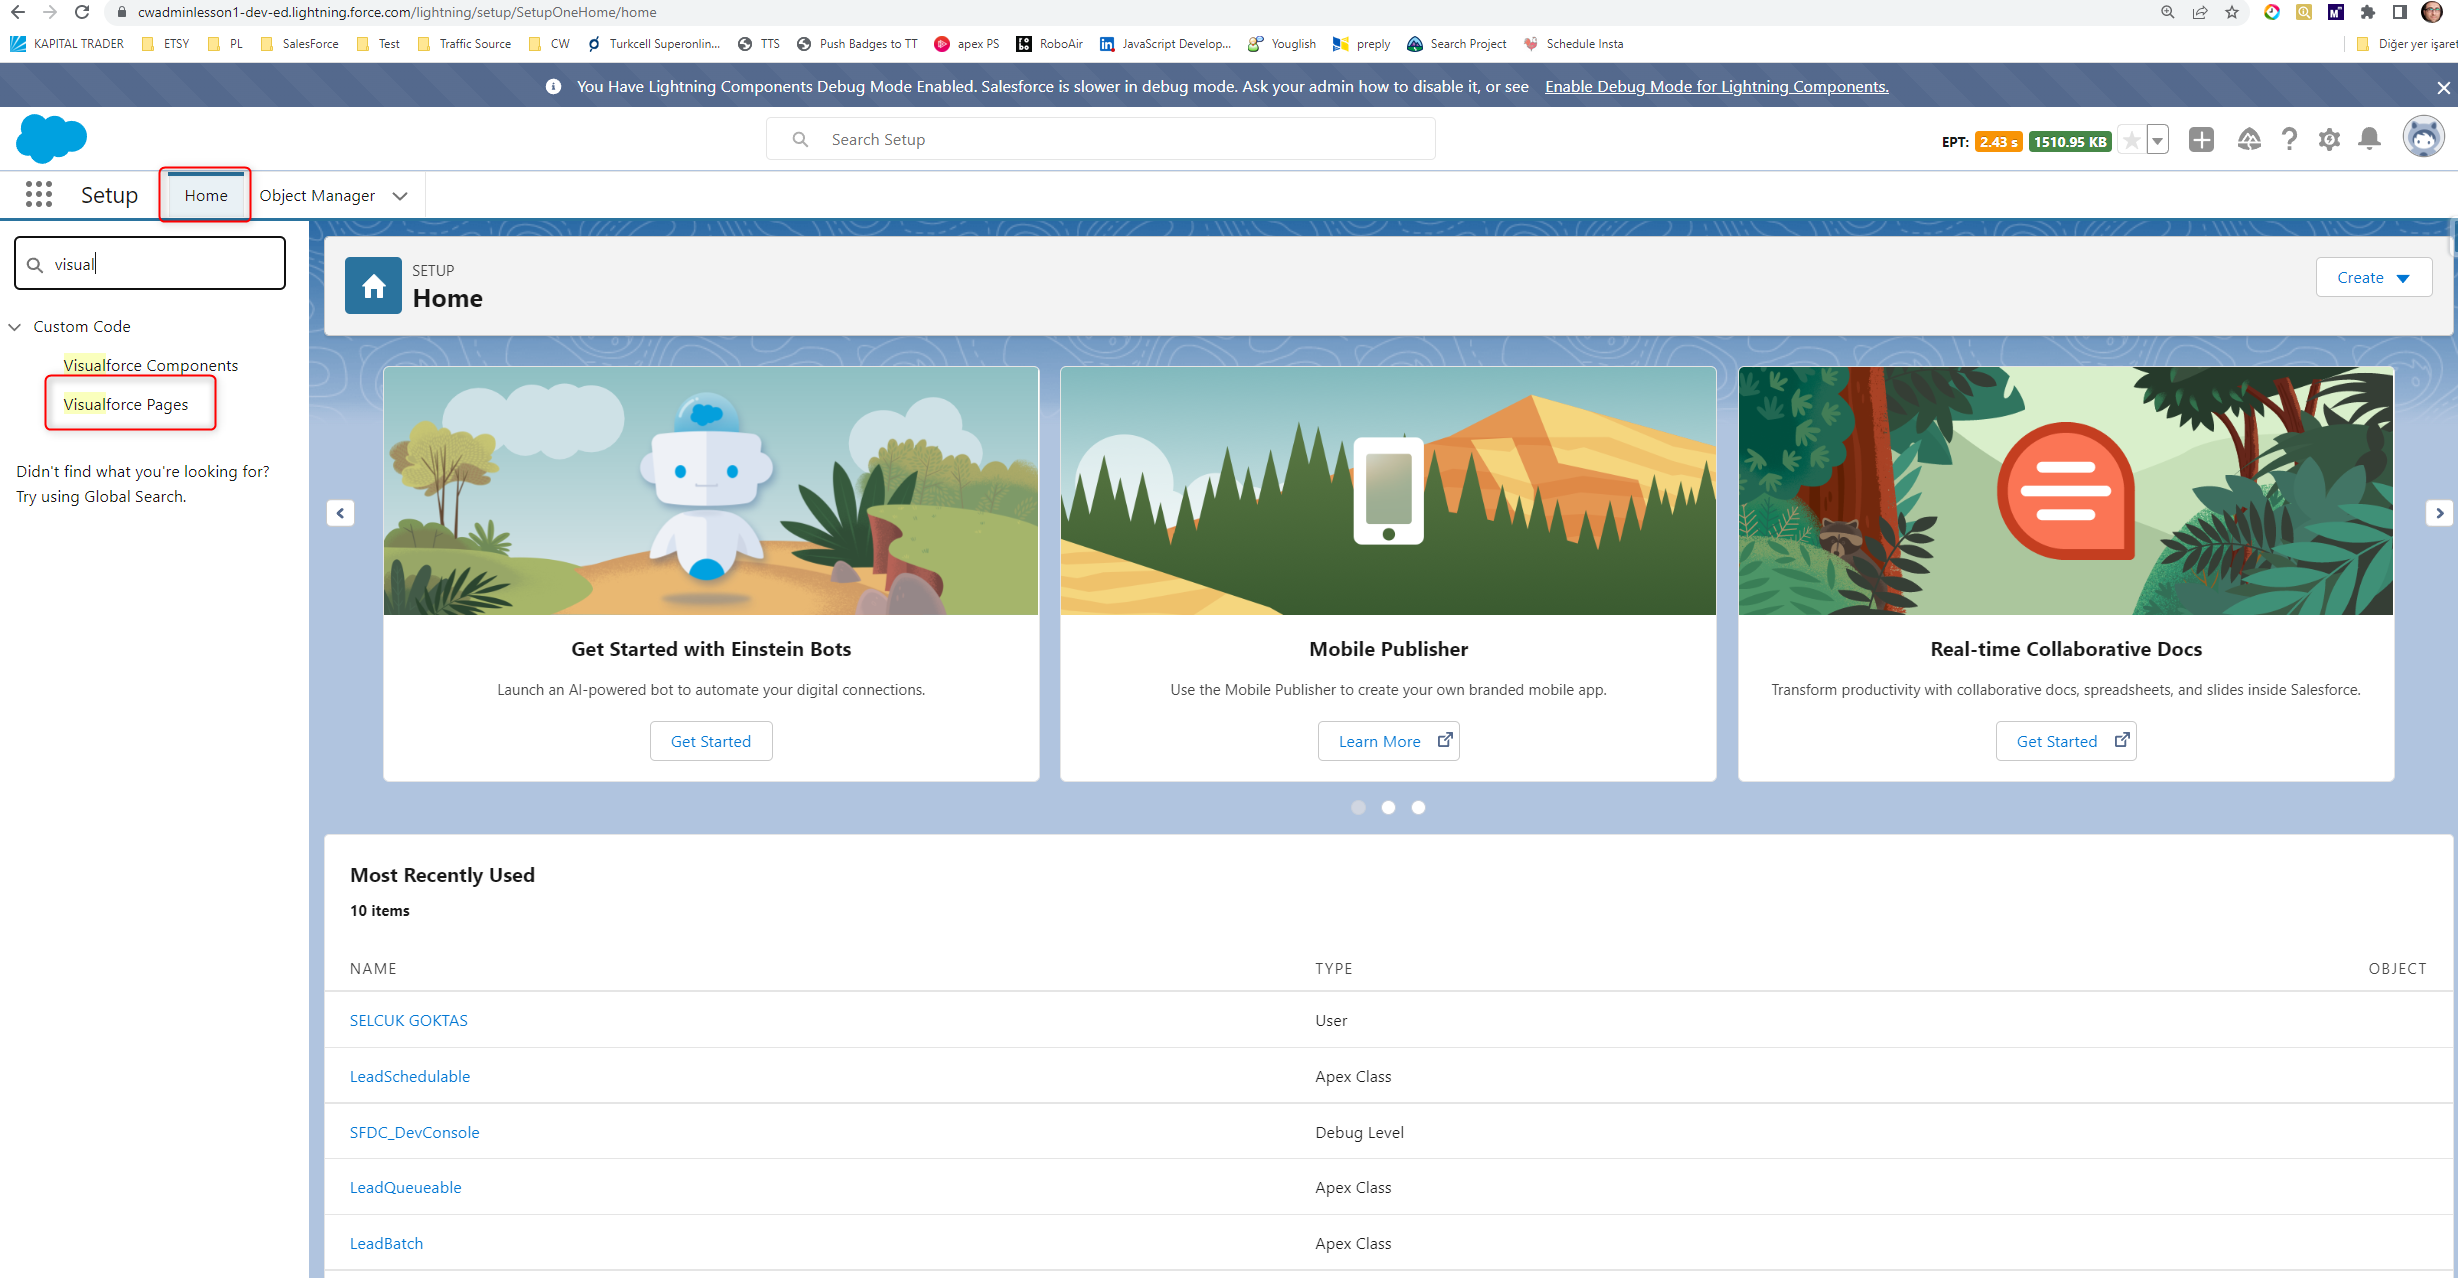 cwadminlesson1-dev-ed.lightning.force.com/lightning/setup/SetupOneHome/home
KAPITAL TRADER ETSY PL SalesForce Test Traffic Source CW Turkcell Superonlin... TTS Push Badges to TT apex PS RoboAir JavaScript Develop... Youglish preply Search Project Schedule Insta Diğer yer işaret
You Have Lightning Components Debug Mode Enabled. Salesforce is slower in debug mode. Ask your admin how to disable it, or see Enable Debug Mode for Lightning Components.
Search Setup
EPT: 2.43 s 1510.95 KB
Setup Home Object Manager
visual
SETUP
Home
Create
Custom Code
Visualforce Components
Visualforce Pages
Didn't find what you're looking for?
Try using Global Search.
Get Started with Einstein Bots
Launch an AI-powered bot to automate your digital connections.
Get Started
Mobile Publisher
Use the Mobile Publisher to create your own branded mobile app.
Learn More
Real-time Collaborative Docs
Transform productivity with collaborative docs, spreadsheets, and slides inside Salesforce.
Get Started
Most Recently Used
10 items
NAME TYPE OBJECT
SELCUK GOKTAS User
LeadSchedulable Apex Class
SFDC_DevConsole Debug Level
LeadQueueable Apex Class
LeadBatch Apex Class